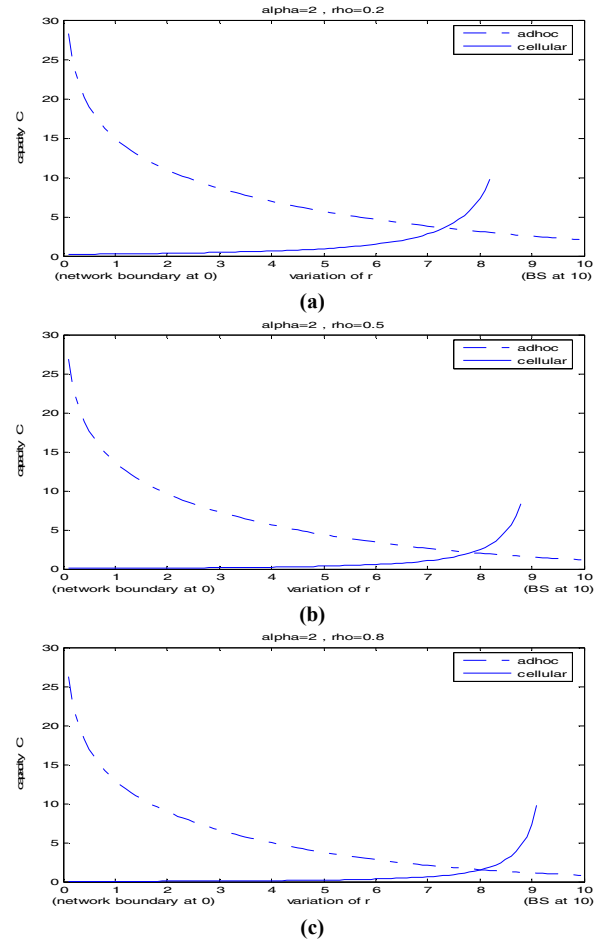 alpha=2 , rho=0.2
30
adhoc
cellular
25
20
capacity C
15
10
5
0
0 1 2 3 4 5 6 7 8 9 10
(network boundary at 0) variation of r (BS at 10)
(a)
alpha=2 , rho=0.5
30
adhoc
cellular
25
20
capacity C
15
10
5
0
0 1 2 3 4 5 6 7 8 9 10
(network boundary at 0) variation of r (BS at 10)
(b)
alpha=2 , rho=0.8
30
adhoc
cellular
25
20
capacity C
15
10
5
0
0 1 2 3 4 5 6 7 8 9 10
(network boundary at 0) variation of r (BS at 10)
(c)